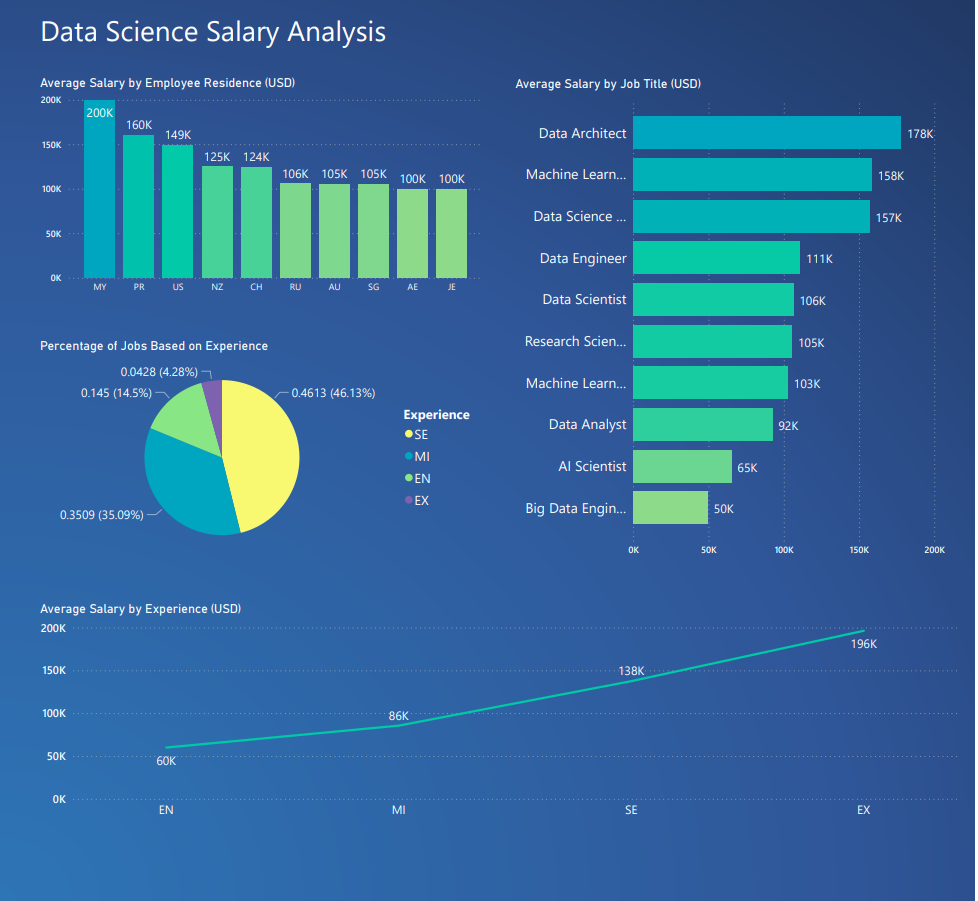 Data Science Salary Analysis
Average Salary by Employee Residence (USD)
200K
150K
100K
50K
0K
200K
160K
149K
125K
124K
106K
105K
105K
100K
100K
MY
PR
US
NZ
CH
RU
AU
SG
AE
JE
Average Salary by Job Title (USD)
Data Architect
178K
Machine Learn...
158K
Data Science ...
157K
Data Engineer
111K
Data Scientist
106K
Research Scien...
105K
Machine Learn...
103K
Data Analyst
92K
AI Scientist
65K
Big Data Engin...
50K
0K
50K
100K
150K
200K
Percentage of Jobs Based on Experience
0.0428 (4.28%)
0.145 (14.5%)
0.4613 (46.13%)
0.3509 (35.09%)
Experience
SE
MI
EN
EX
Average Salary by Experience (USD)
200K
150K
100K
50K
0K
60K
86K
138K
196K
EN
MI
SE
EX